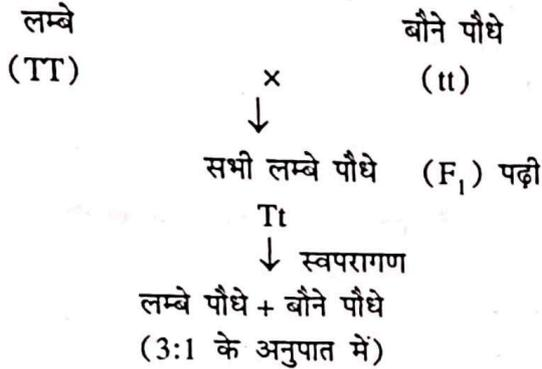 लम्बे बौने पौधे
(TT) × (tt)
↓
सभी लम्बे पौधे (F₁) पढ़ी
Tt
↓ स्वपरागण
लम्बे पौधे + बौने पौधे
(3:1 के अनुपात में)